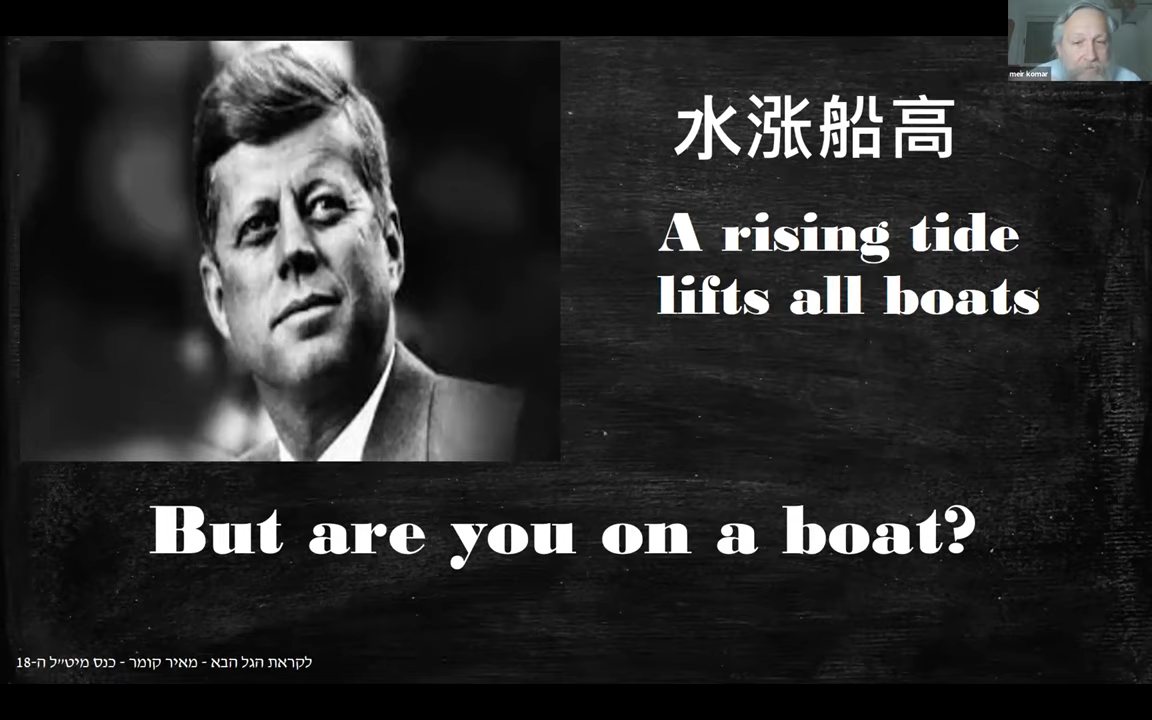 meir komar
水涨船高
A rising tide
lifts all boats
But are you on a boat?
לקראת הגל הבא - מאיר קומר - כנס מיט״ל ה-18